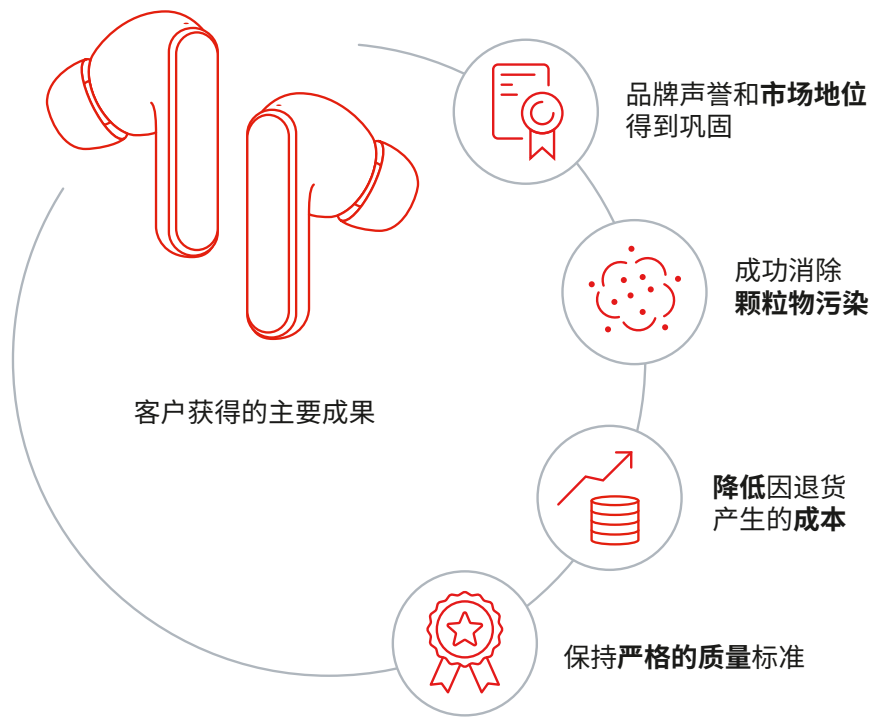 品牌声誉和市场地位
得到巩固
成功消除
颗粒物污染
客户获得的主要成果
降低因退货
产生的成本
保持严格的质量标准